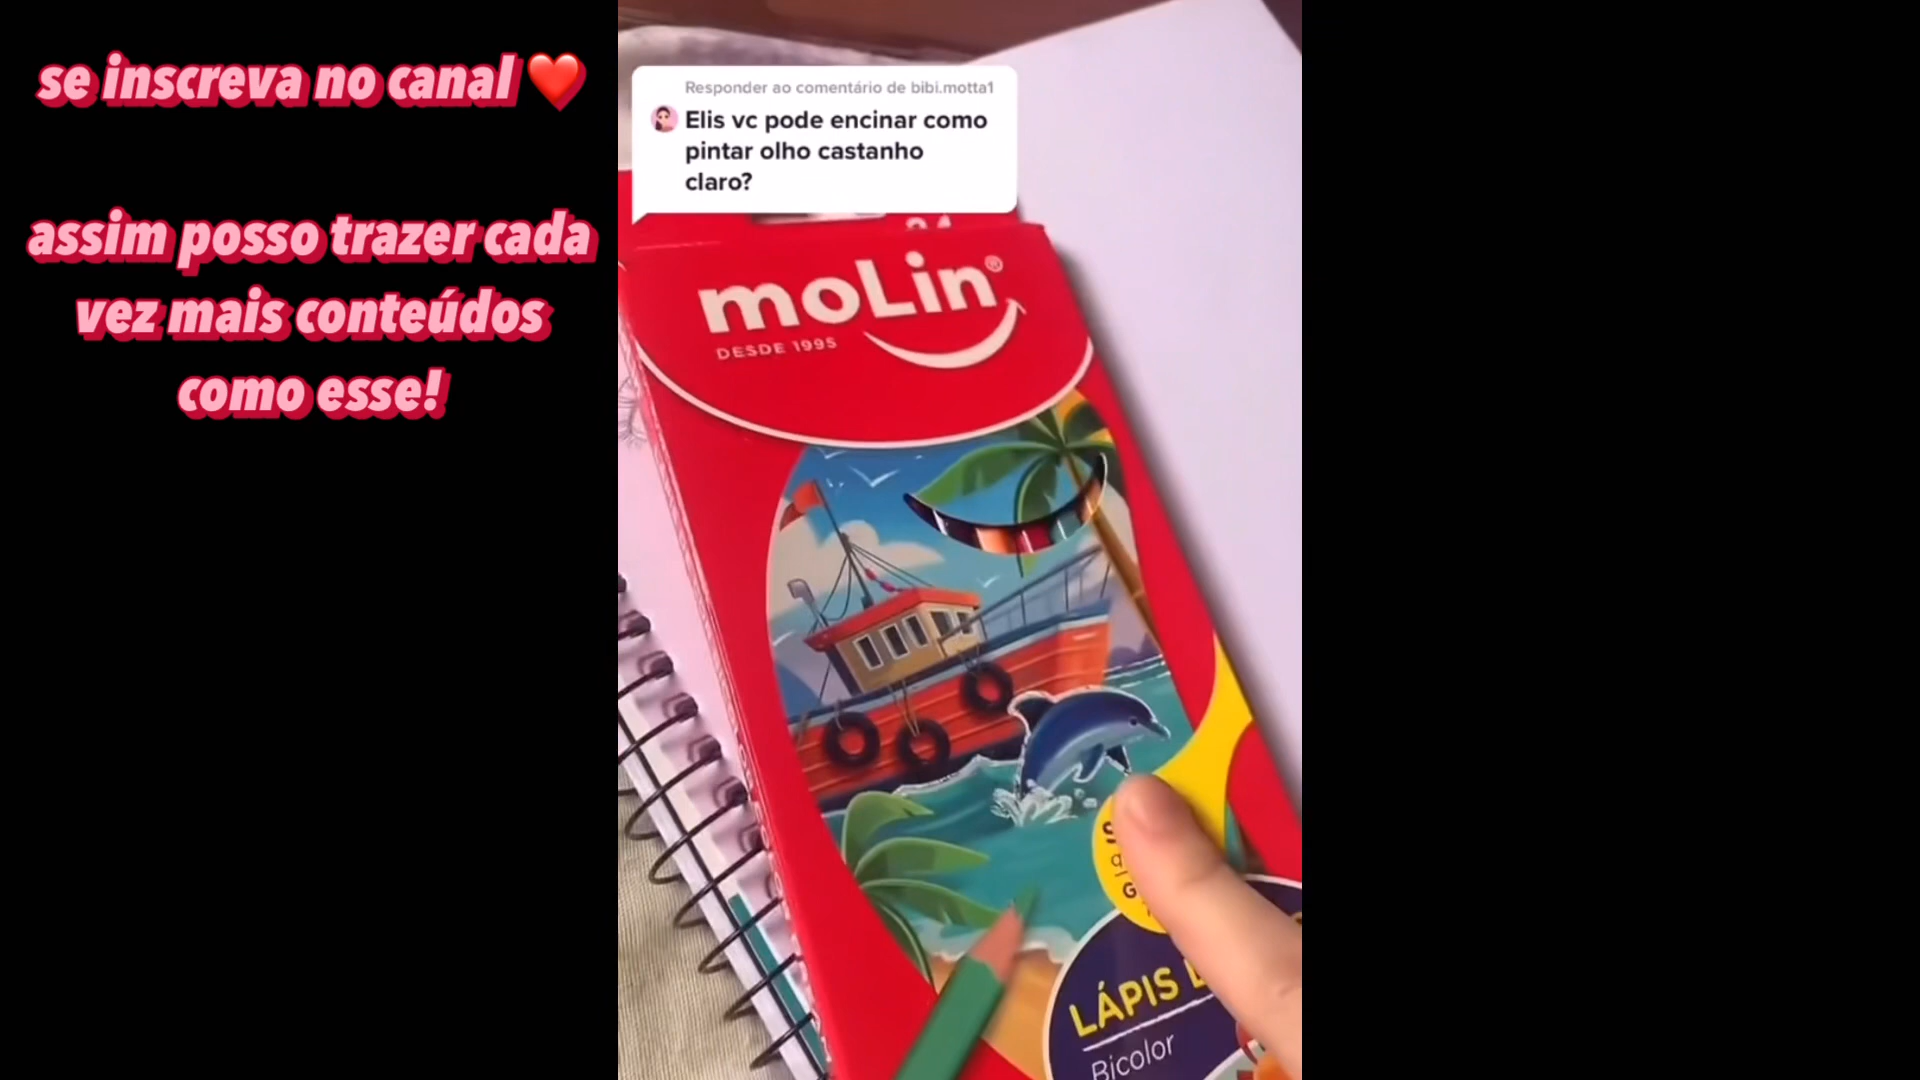 se inscreva no canal ❤️
assim posso trazer cada
vez mais conteúdos
como esse!
Responder ao comentário de bibi.motta1
Elis vc pode encinar como
pintar olho castanho
claro?
24
moLin®
DESDE 1995
LÁPIS
Bicolor